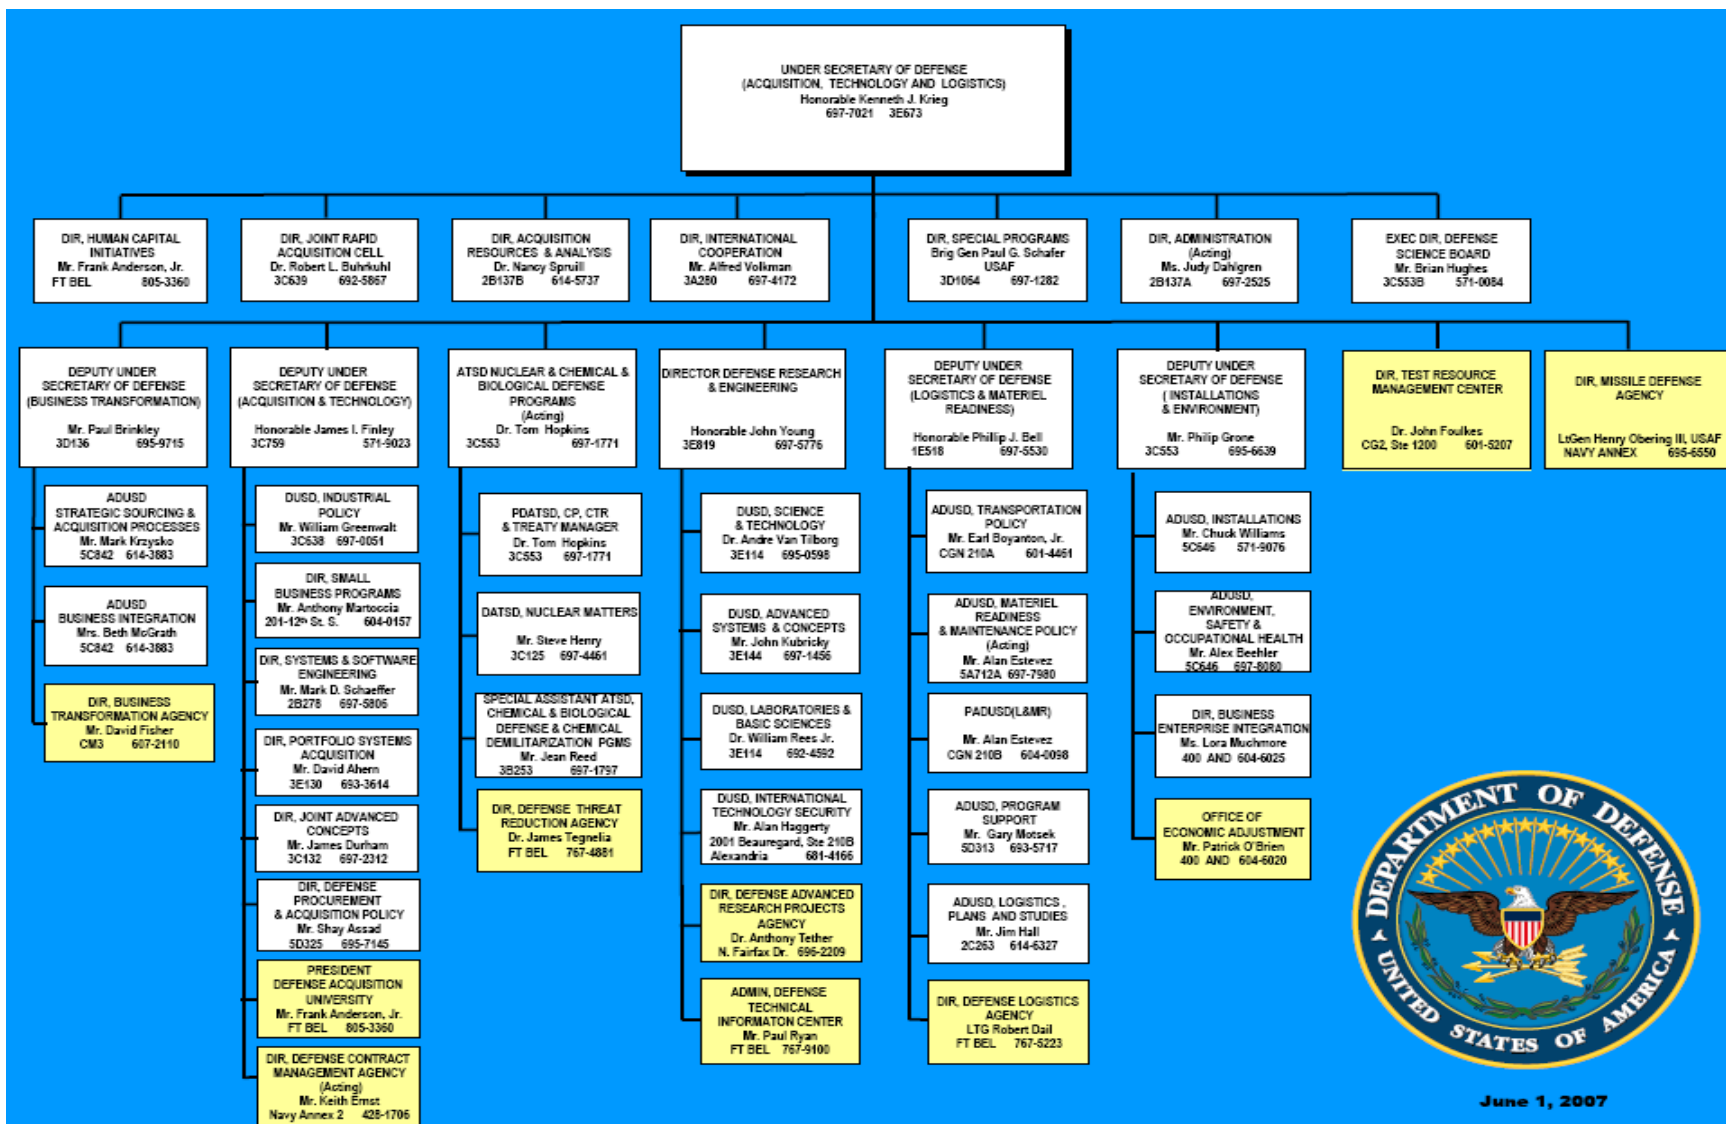 UNDER SECRETARY OF DEFENSE
(ACQUISITION, TECHNOLOGY AND LOGISTICS)
Honorable Kenneth J. Krieg
697-7021 3E673
DIR, HUMAN CAPITAL
INITIATIVES
Mr. Frank Anderson, Jr.
FT BEL 805-3360
DIR, JOINT RAPID
ACQUISITION CELL
Dr. Robert L. Buhrkuhl
3C639 692-5867
DIR, ACQUISITION
RESOURCES & ANALYSIS
Dr. Nancy Spruill
2B137B 614-5737
DIR, INTERNATIONAL
COOPERATION
Mr. Alfred Volkman
3A280 697-4172
DIR, SPECIAL PROGRAMS
Brig Gen Paul G. Schafer
USAF
3D1064 697-1282
DIR, ADMINISTRATION
(Acting)
Ms. Judy Dahlgren
2B137A 697-2525
EXEC DIR, DEFENSE
SCIENCE BOARD
Mr. Brian Hughes
3C553B 571-0084
DEPUTY UNDER
SECRETARY OF DEFENSE
(BUSINESS TRANSFORMATION)
Mr. Paul Brinkley
3D136 695-9715
ADUSD
STRATEGIC SOURCING &
ACQUISITION PROCESSES
Mr. Mark Krzysko
5C842 614-3883
ADUSD
BUSINESS INTEGRATION
Mrs. Beth McGrath
5C842 614-3883
DIR, BUSINESS
TRANSFORMATION AGENCY
Mr. David Fisher
CM3 607-2110
DEPUTY UNDER
SECRETARY OF DEFENSE
(ACQUISITION & TECHNOLOGY)
Honorable James I. Finley
3C759 571-9023
DUSD, INDUSTRIAL
POLICY
Mr. William Greenwalt
3C638 697-0051
DIR, SMALL
BUSINESS PROGRAMS
Mr. Anthony Martoccia
201-12th St. S. 604-0157
DIR, SYSTEMS & SOFTWARE
ENGINEERING
Mr. Mark D. Schaeffer
2B278 697-5806
DIR, PORTFOLIO SYSTEMS
ACQUISITION
Mr. David Ahern
3E130 693-3614
DIR, JOINT ADVANCED
CONCEPTS
Mr. James Durham
3C132 697-2312
DIR, DEFENSE
PROCUREMENT
& ACQUISITION POLICY
Mr. Shay Assad
5D325 695-7145
PRESIDENT
DEFENSE ACQUISITION
UNIVERSITY
Mr. Frank Anderson, Jr.
FT BEL 805-3360
DIR, DEFENSE CONTRACT
MANAGEMENT AGENCY
(Acting)
Mr. Keith Ernst
Navy Annex 2 428-1706
ATSD NUCLEAR & CHEMICAL &
BIOLOGICAL DEFENSE
PROGRAMS
(Acting)
Dr. Tom Hopkins
3C553 697-1771
PDATSD, CP, CTR
& TREATY MANAGER
Dr. Tom Hopkins
3C553 697-1771
DATSD, NUCLEAR MATTERS
Mr. Steve Henry
3C125 697-4461
SPECIAL ASSISTANT ATSD,
CHEMICAL & BIOLOGICAL
DEFENSE & CHEMICAL
DEMILITARIZATION PGMS
Mr. Jean Reed
3B253 697-1797
DIR, DEFENSE THREAT
REDUCTION AGENCY
Dr. James Tegnelia
FT BEL 767-4881
DIRECTOR DEFENSE RESEARCH
& ENGINEERING
Honorable John Young
3E819 697-5776
DUSD, SCIENCE
& TECHNOLOGY
Dr. Andre Van Tilborg
3E114 695-0598
DUSD, ADVANCED
SYSTEMS & CONCEPTS
Mr. John Kubricky
3E144 697-1456
DUSD, LABORATORIES &
BASIC SCIENCES
Dr. William Rees Jr.
3E114 692-4592
DUSD, INTERNATIONAL
TECHNOLOGY SECURITY
Mr. Alan Haggerty
2001 Beauregard, Ste 210B
Alexandria 681-4166
DIR, DEFENSE ADVANCED
RESEARCH PROJECTS
AGENCY
Dr. Anthony Tether
N. Fairfax Dr. 696-2209
ADMIN, DEFENSE
TECHNICAL
INFORMATON CENTER
Mr. Paul Ryan
FT BEL 767-9100
DEPUTY UNDER
SECRETARY OF DEFENSE
(LOGISTICS & MATERIEL
READINESS)
Honorable Phillip J. Bell
1E518 697-5530
ADUSD, TRANSPORTATION
POLICY
Mr. Earl Boyanton, Jr.
CGN 210A 601-4461
ADUSD, MATERIEL
READINESS
& MAINTENANCE POLICY
(Acting)
Mr. Alan Estevez
5A712A 697-7980
PADUSD(L&MR)
Mr. Alan Estevez
CGN 210B 604-0098
ADUSD, PROGRAM
SUPPORT
Mr. Gary Motsek
5D313 693-5717
ADUSD, LOGISTICS ,
PLANS AND STUDIES
Mr. Jim Hall
2C263 614-6327
DIR, DEFENSE LOGISTICS
AGENCY
LTG Robert Dail
FT BEL 767-5223
DEPUTY UNDER
SECRETARY OF DEFENSE
( INSTALLATIONS
& ENVIRONMENT)
Mr. Philip Grone
3C553 695-6639
ADUSD, INSTALLATIONS
Mr. Chuck Williams
5C646 571-9076
ADUSD,
ENVIRONMENT,
SAFETY &
OCCUPATIONAL HEALTH
Mr. Alex Beehler
5C646 697-8080
DIR, BUSINESS
ENTERPRISE INTEGRATION
Ms. Lora Muchmore
400 AND 604-6025
OFFICE OF
ECONOMIC ADJUSTMENT
Mr. Patrick O'Brien
400 AND 604-6020
DIR, TEST RESOURCE
MANAGEMENT CENTER
Dr. John Foulkes
CG2, Ste 1200 601-5207
DIR, MISSILE DEFENSE
AGENCY
LtGen Henry Obering III, USAF
NAVY ANNEX 695-6550
DEPARTMENT OF DEFENSE
UNITED STATES OF AMERICA
June 1, 2007